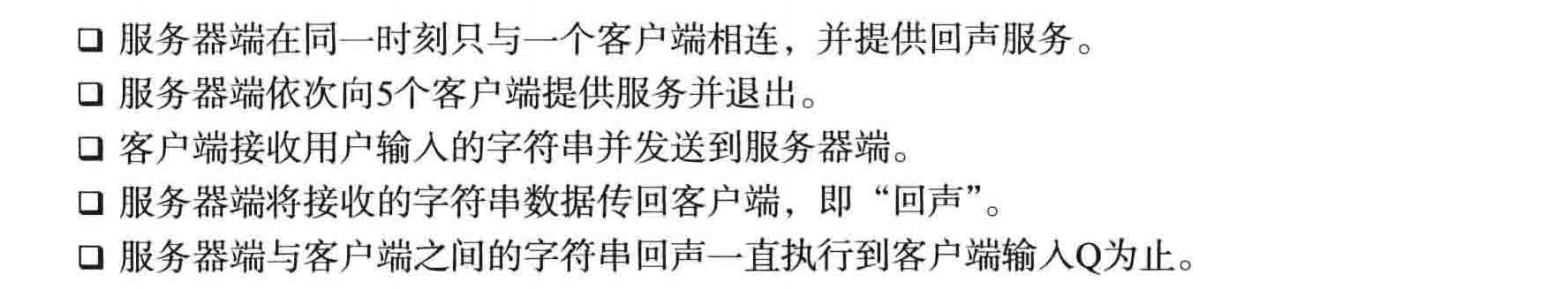 ❑ 服务器端在同一时刻只与一个客户端相连，并提供回声服务。
❑ 服务器端依次向5个客户端提供服务并退出。
❑ 客户端接收用户输入的字符串并发送到服务器端。
❑ 服务器端将接收的字符串数据传回客户端，即“回声”。
❑ 服务器端与客户端之间的字符串回声一直执行到客户端输入Q为止。